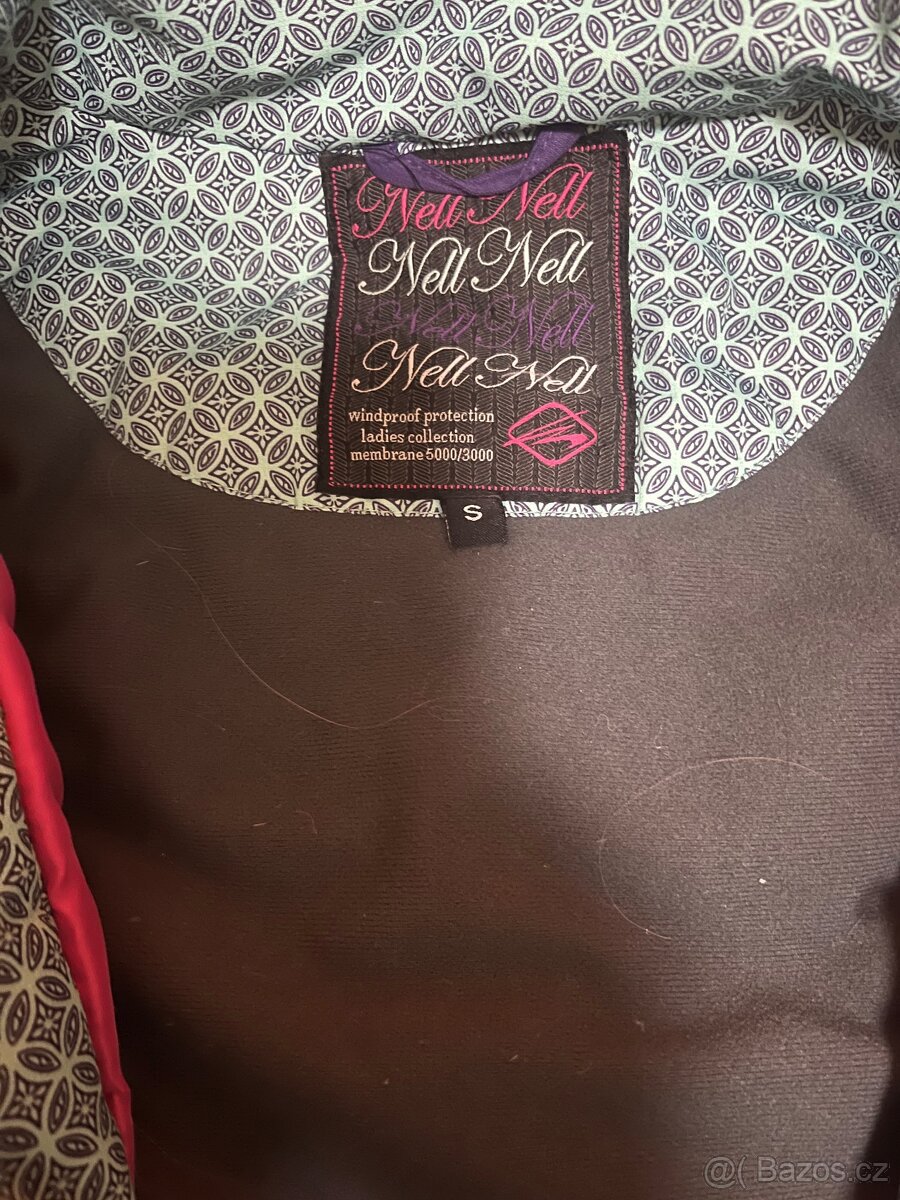 Nell Nell
Nell Nell
Nell Nell
Nell Nell
windproof protection
ladies collection
membrane 5000/3000
S
@( Bazos.cz